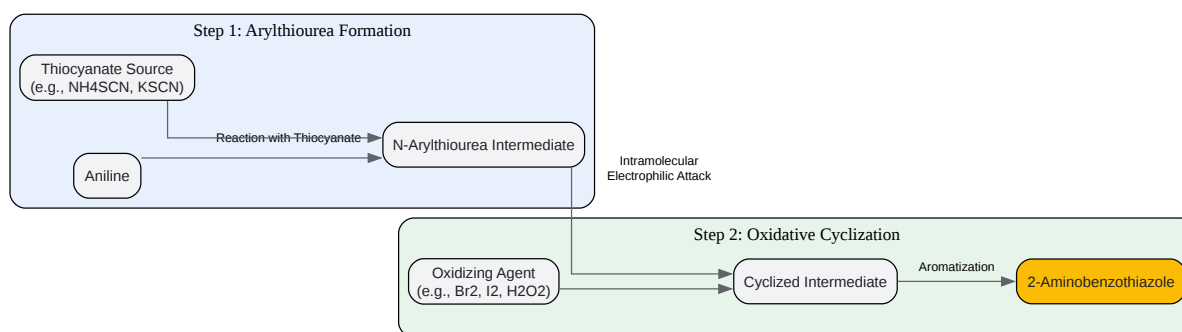 Step 1: Arylthiourea Formation
Thiocyanate Source
(e.g., NH4SCN, KSCN)
Reaction with Thiocyanate
N-Arylthiourea Intermediate
Aniline
Intramolecular
Electrophilic Attack
Step 2: Oxidative Cyclization
Oxidizing Agent
(e.g., Br2, I2, H2O2)
Cyclized Intermediate
Aromatization
2-Aminobenzothiazole